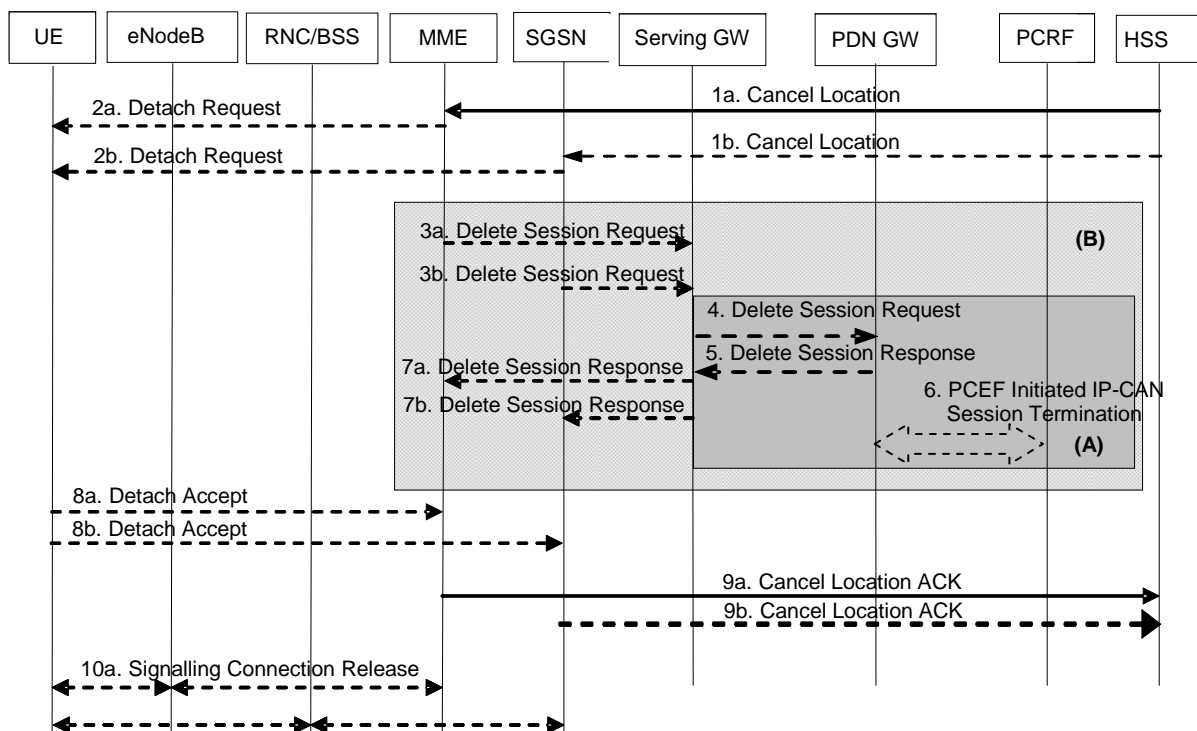 UE eNodeB RNC/BSS MME SGSN Serving GW PDN GW PCRF HSS
1a. Cancel Location
2a. Detach Request
1b. Cancel Location
2b. Detach Request
3a. Delete Session Request
(B)
3b. Delete Session Request
4. Delete Session Request
5. Delete Session Response
7a. Delete Session Response
6. PCEF Initiated IP-CAN
Session Termination
7b. Delete Session Response
(A)
8a. Detach Accept
8b. Detach Accept
9a. Cancel Location ACK
9b. Cancel Location ACK
10a. Signalling Connection Release